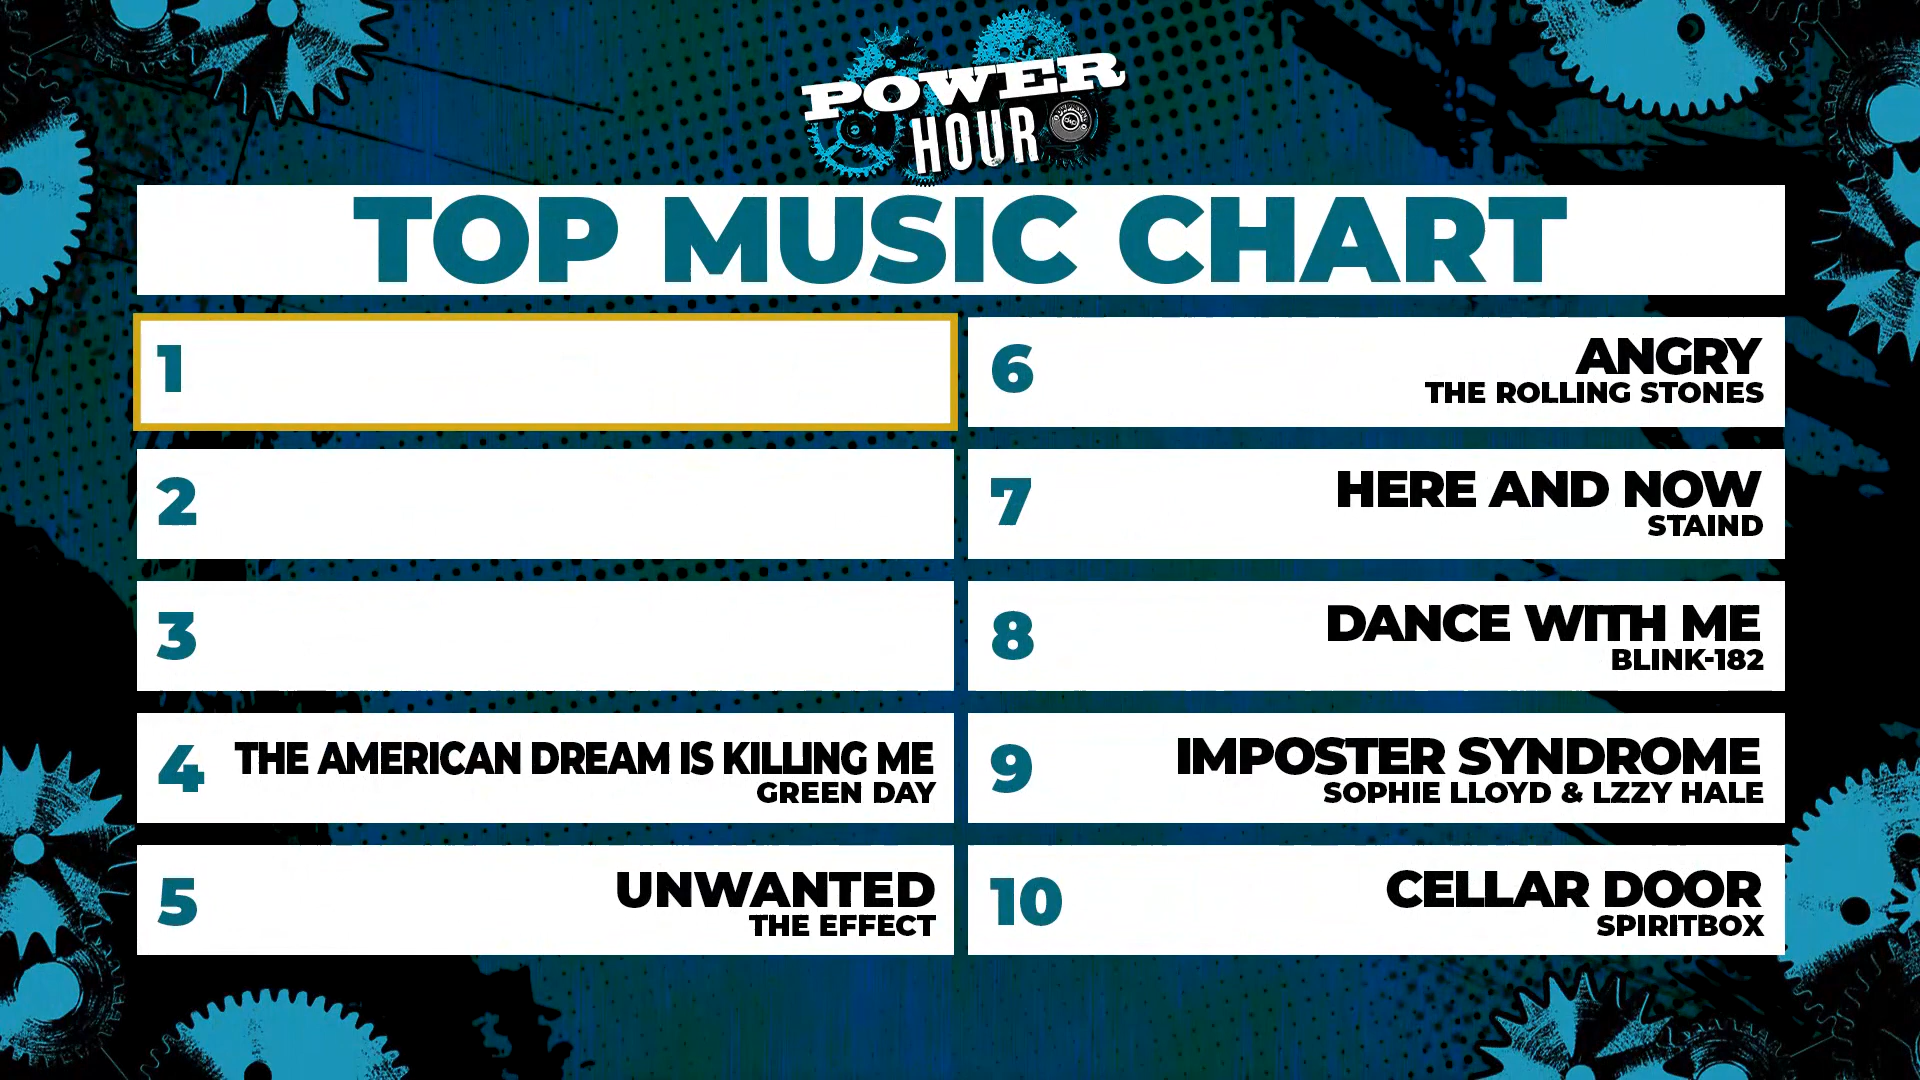 POWER
HOUR
TOP MUSIC CHART
1
2
3
4 THE AMERICAN DREAM IS KILLING ME
GREEN DAY
5 UNWANTED
THE EFFECT
6 ANGRY
THE ROLLING STONES
7 HERE AND NOW
STAIND
8 DANCE WITH ME
BLINK-182
9 IMPOSTER SYNDROME
SOPHIE LLOYD & LZZY HALE
10 CELLAR DOOR
SPIRITBOX